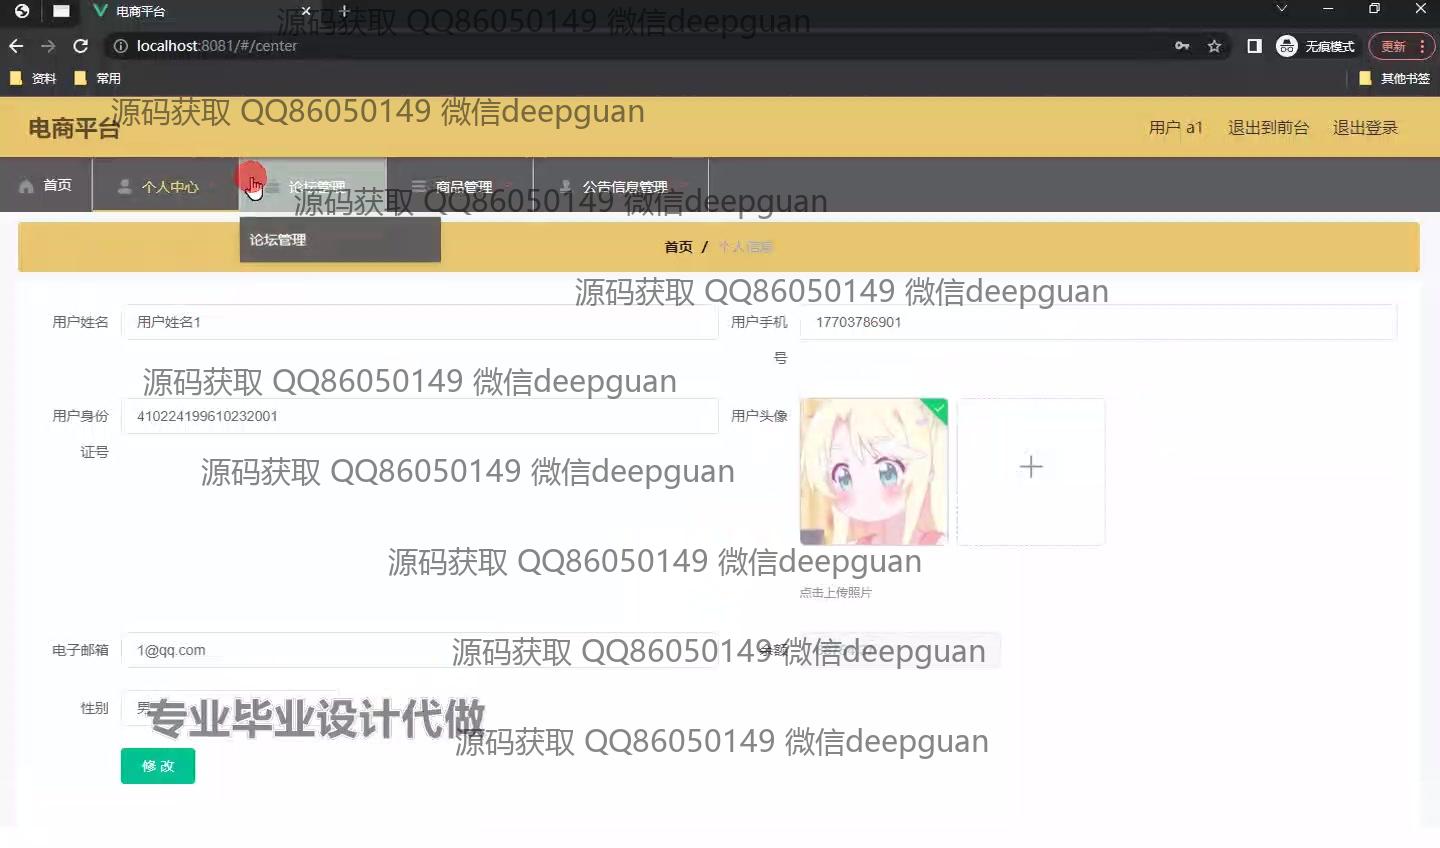 电商平台
源码获取 QQ86050149 微信deepguan
localhost:8081/#/center
无痕模式
更新
资料
常用
其他书签
源码获取 QQ86050149 微信deepguan
电商平台
用户 a1
退出到前台
退出登录
首页
个人中心
论坛管理
商品管理
公告信息管理
源码获取 QQ86050149 微信deepguan
论坛管理
首页 / 个人信息
源码获取 QQ86050149 微信deepguan
用户姓名
用户姓名1
用户手机号
17703786901
源码获取 QQ86050149 微信deepguan
用户身份证号
410224199610232001
用户头像
源码获取 QQ86050149 微信deepguan
源码获取 QQ86050149 微信deepguan
点击上传照片
电子邮箱
1@qq.com
余额
源码获取 QQ86050149 微信deepguan
性别
男
专业毕业设计代做
源码获取 QQ86050149 微信deepguan
修改